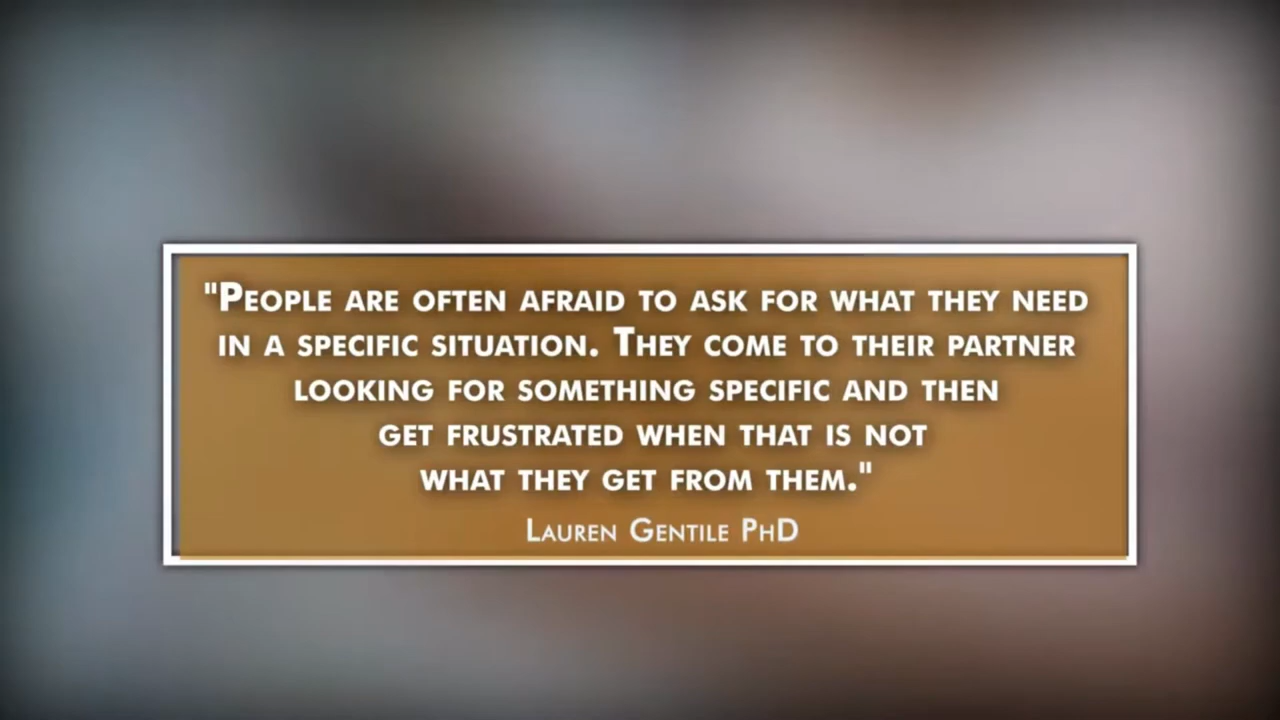 "People are often afraid to ask for what they need
in a specific situation. They come to their partner
looking for something specific and then
get frustrated when that is not
what they get from them."
Lauren Gentile PhD